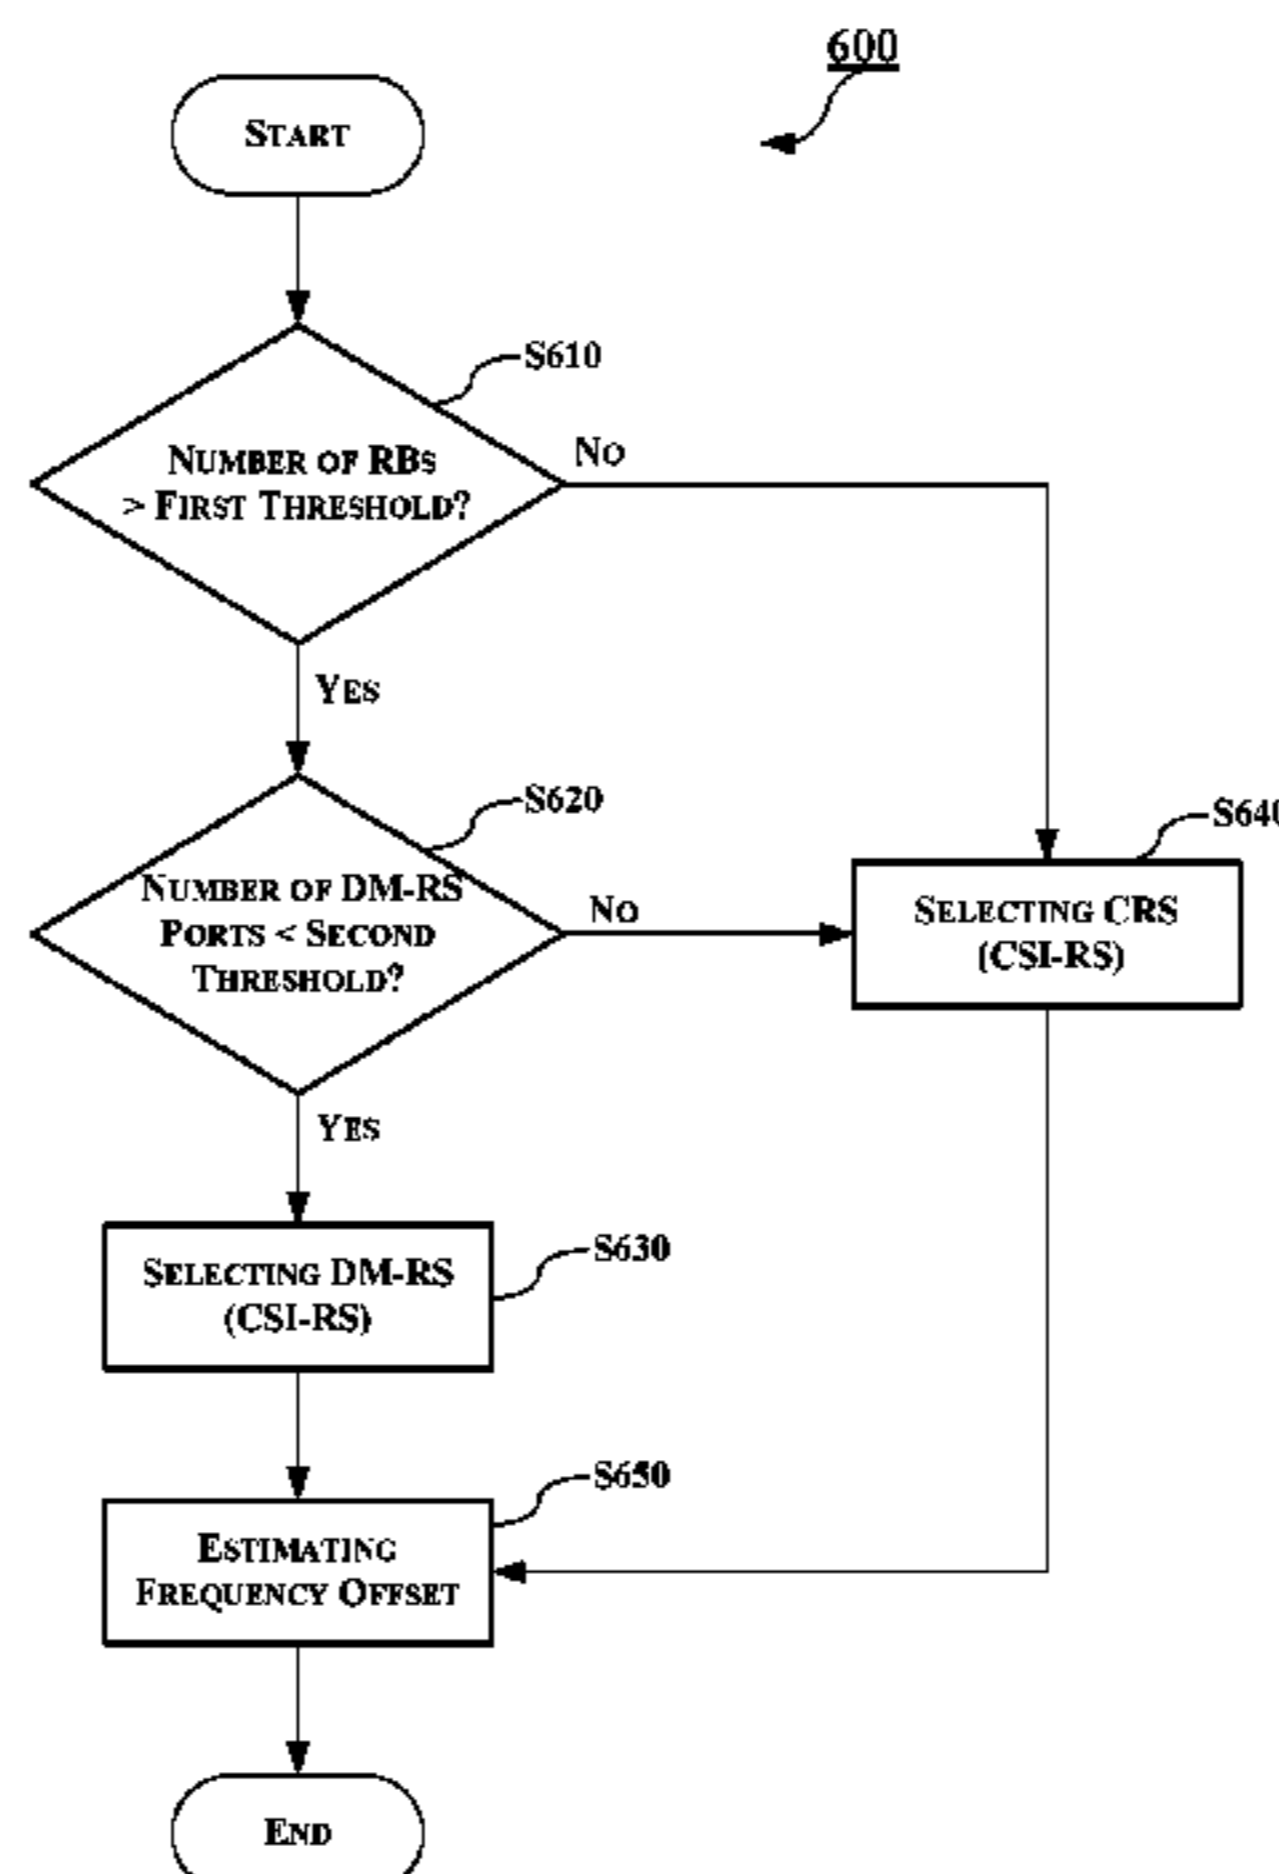 600
START
S610
NUMBER OF RBS
> FIRST THRESHOLD?
NO
YES
S620
NUMBER OF DM-RS
PORTS < SECOND
THRESHOLD?
NO
S640
SELECTING CRS
(CSI-RS)
YES
S630
SELECTING DM-RS
(CSI-RS)
S650
ESTIMATING
FREQUENCY OFFSET
END